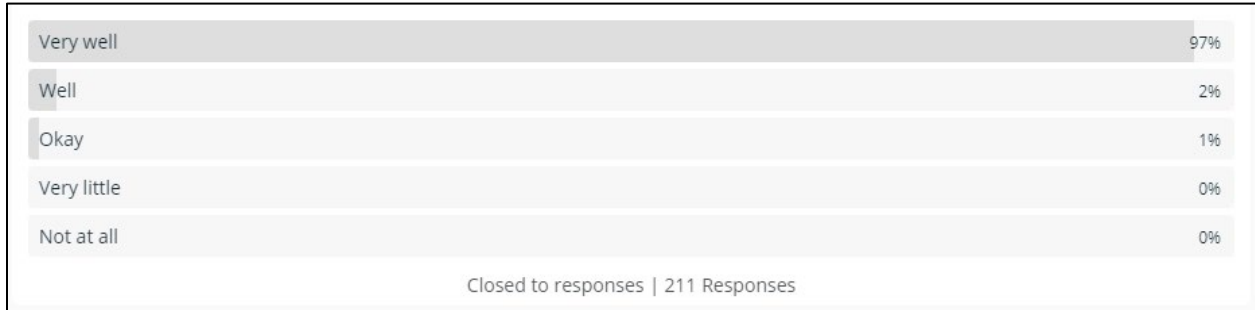 Very well 97%
Well 2%
Okay 1%
Very little 0%
Not at all 0%
Closed to responses | 211 Responses